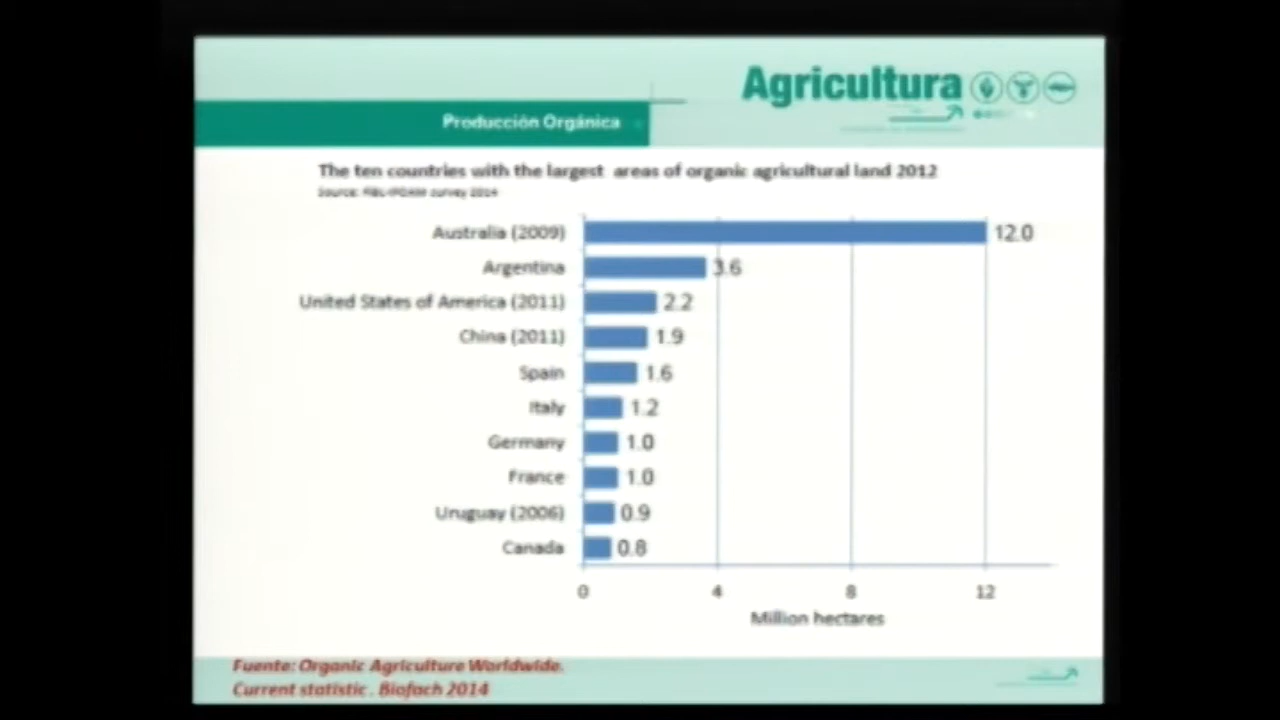 Agricultura
Producción Orgánica
The ten countries with the largest areas of organic agricultural land 2012
Source: FiBL-IFOAM survey 2014
Australia (2009) 12.0
Argentina 3.6
United States of America (2011) 2.2
China (2011) 1.9
Spain 1.6
Italy 1.2
Germany 1.0
France 1.0
Uruguay (2006) 0.9
Canada 0.8
0 4 8 12
Million hectares
Fuente: Organic Agriculture Worldwide.
Current statistic. Biofach 2014